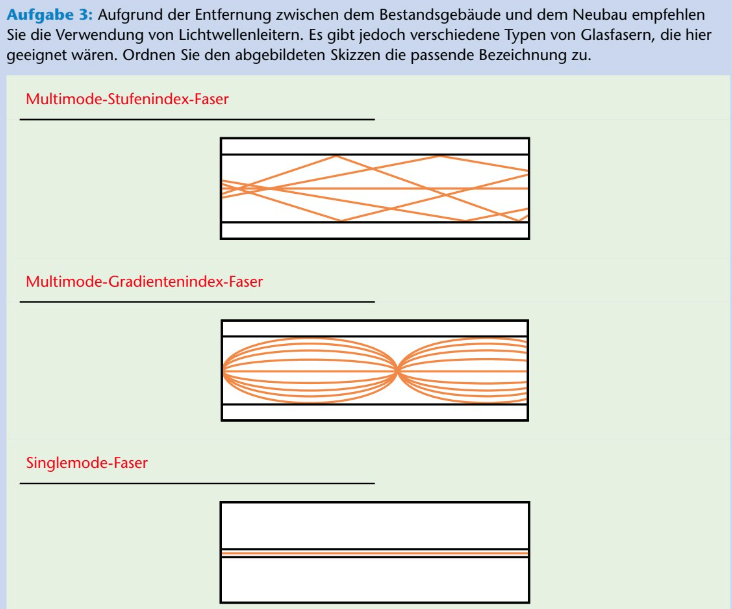 Aufgabe 3: Aufgrund der Entfernung zwischen dem Bestandsgebäude und dem Neubau empfehlen
Sie die Verwendung von Lichtwellenleitern. Es gibt jedoch verschiedene Typen von Glasfasern, die hier
geeignet wären. Ordnen Sie den abgebildeten Skizzen die passende Bezeichnung zu.
Multimode-Stufenindex-Faser
Multimode-Gradientenindex-Faser
Singlemode-Faser